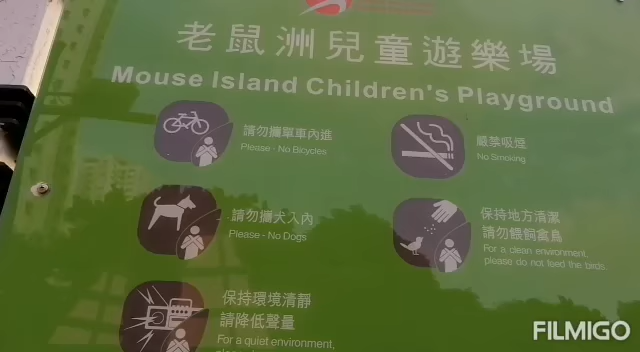 老鼠洲兒童遊樂場
Mouse Island Children's Playground
請勿攜單車內進
Please - No Bicycles
嚴禁吸煙
No Smoking
請勿攜犬入內
Please - No Dogs
保持地方清潔
請勿餵飼禽鳥
For a clean environment,
please do not feed the birds.
保持環境清靜
請降低聲量
For a quiet environment,
FILMIGO